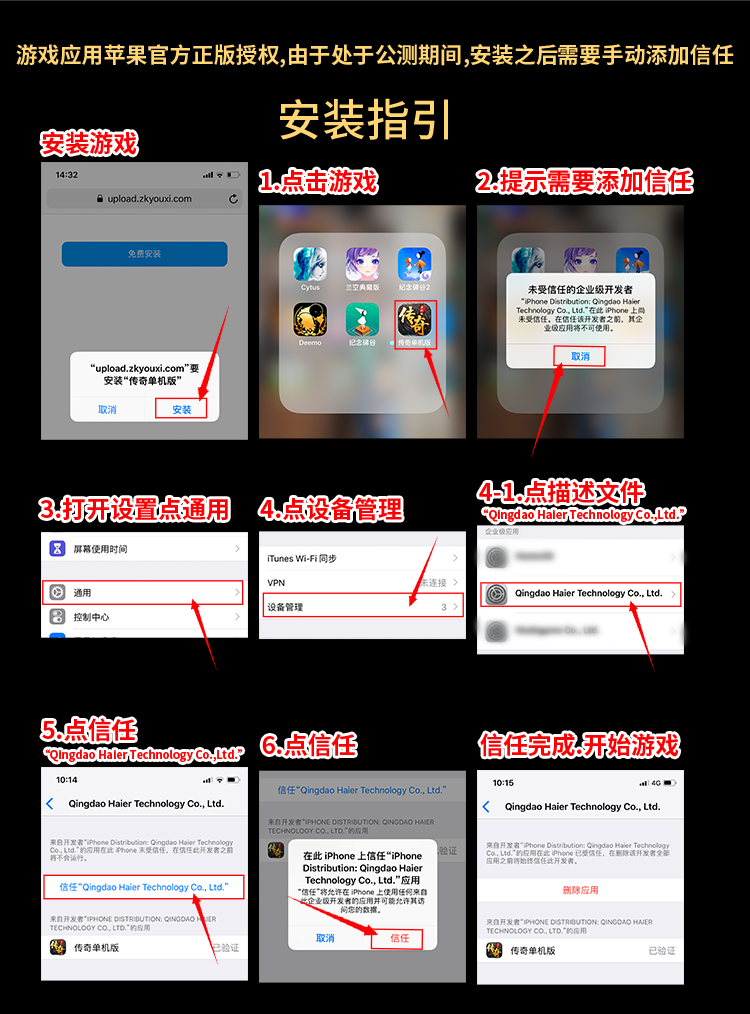 游戏应用苹果官方正版授权,由于处于公测期间,安装之后需要手动添加信任
安装指引
安装游戏
14:32
upload.zkyouxi.com
免费安装
“upload.zkyouxi.com”要
安装“传奇单机版”
取消
安装
1.点击游戏
Cytus
兰空典藏版
纪念碑谷2
Deemo
纪念碑谷
传奇
传奇单机版
2.提示需要添加信任
未受信任的企业级开发者
“iPhone Distribution: Qingdao Haier
Technology Co., Ltd.”在此 iPhone 上尚
未受信任。在信任该开发者之前，其企
业级应用将不可使用。
取消
3.打开设置点通用
屏幕使用时间
通用
控制中心
4.点设备管理
iTunes Wi-Fi 同步
VPN
未连接
设备管理
3
4-1.点描述文件
“Qingdao Haier Technology Co.,Ltd.”
企业级应用
Qingdao Haier Technology Co., Ltd.
5.点信任
“Qingdao Haier Technology Co.,Ltd.”
10:14
Qingdao Haier Technology Co., Ltd.
来自开发者“iPhone Distribution: Qingdao Haier Technology
Co., Ltd.”的应用在此 iPhone 未受信任。在信任此开发者之前
将不会运行。
信任“Qingdao Haier Technology Co., Ltd.”
来自开发者“IPHONE DISTRIBUTION: QINGDAO HAIER
TECHNOLOGY CO., LTD.”的应用
传奇单机版
已验证
6.点信任
信任“Qingdao Haier Technology Co., Ltd.”
来自开发者“IPHONE DISTRIBUTION: QINGDAO HAIER
TECHNOLOGY CO., LTD.”的应用
已验证
在此 iPhone 上信任“iPhone
Distribution: Qingdao Haier
Technology Co., Ltd.”应用
“信任”将允许在 iPhone 上使用任何来自
此企业级开发者的应用并可能允许其访
问您的数据。
取消
信任
信任完成.开始游戏
10:15
4G
Qingdao Haier Technology Co., Ltd.
来自开发者“iPhone Distribution: Qingdao Haier Technology
Co., Ltd.”的应用在此 iPhone 已受信任，在删除该开发者全部
应用之前将始终信任此开发者。
删除应用
来自开发者“IPHONE DISTRIBUTION: QINGDAO HAIER
TECHNOLOGY CO., LTD.”的应用
传奇单机版
已验证